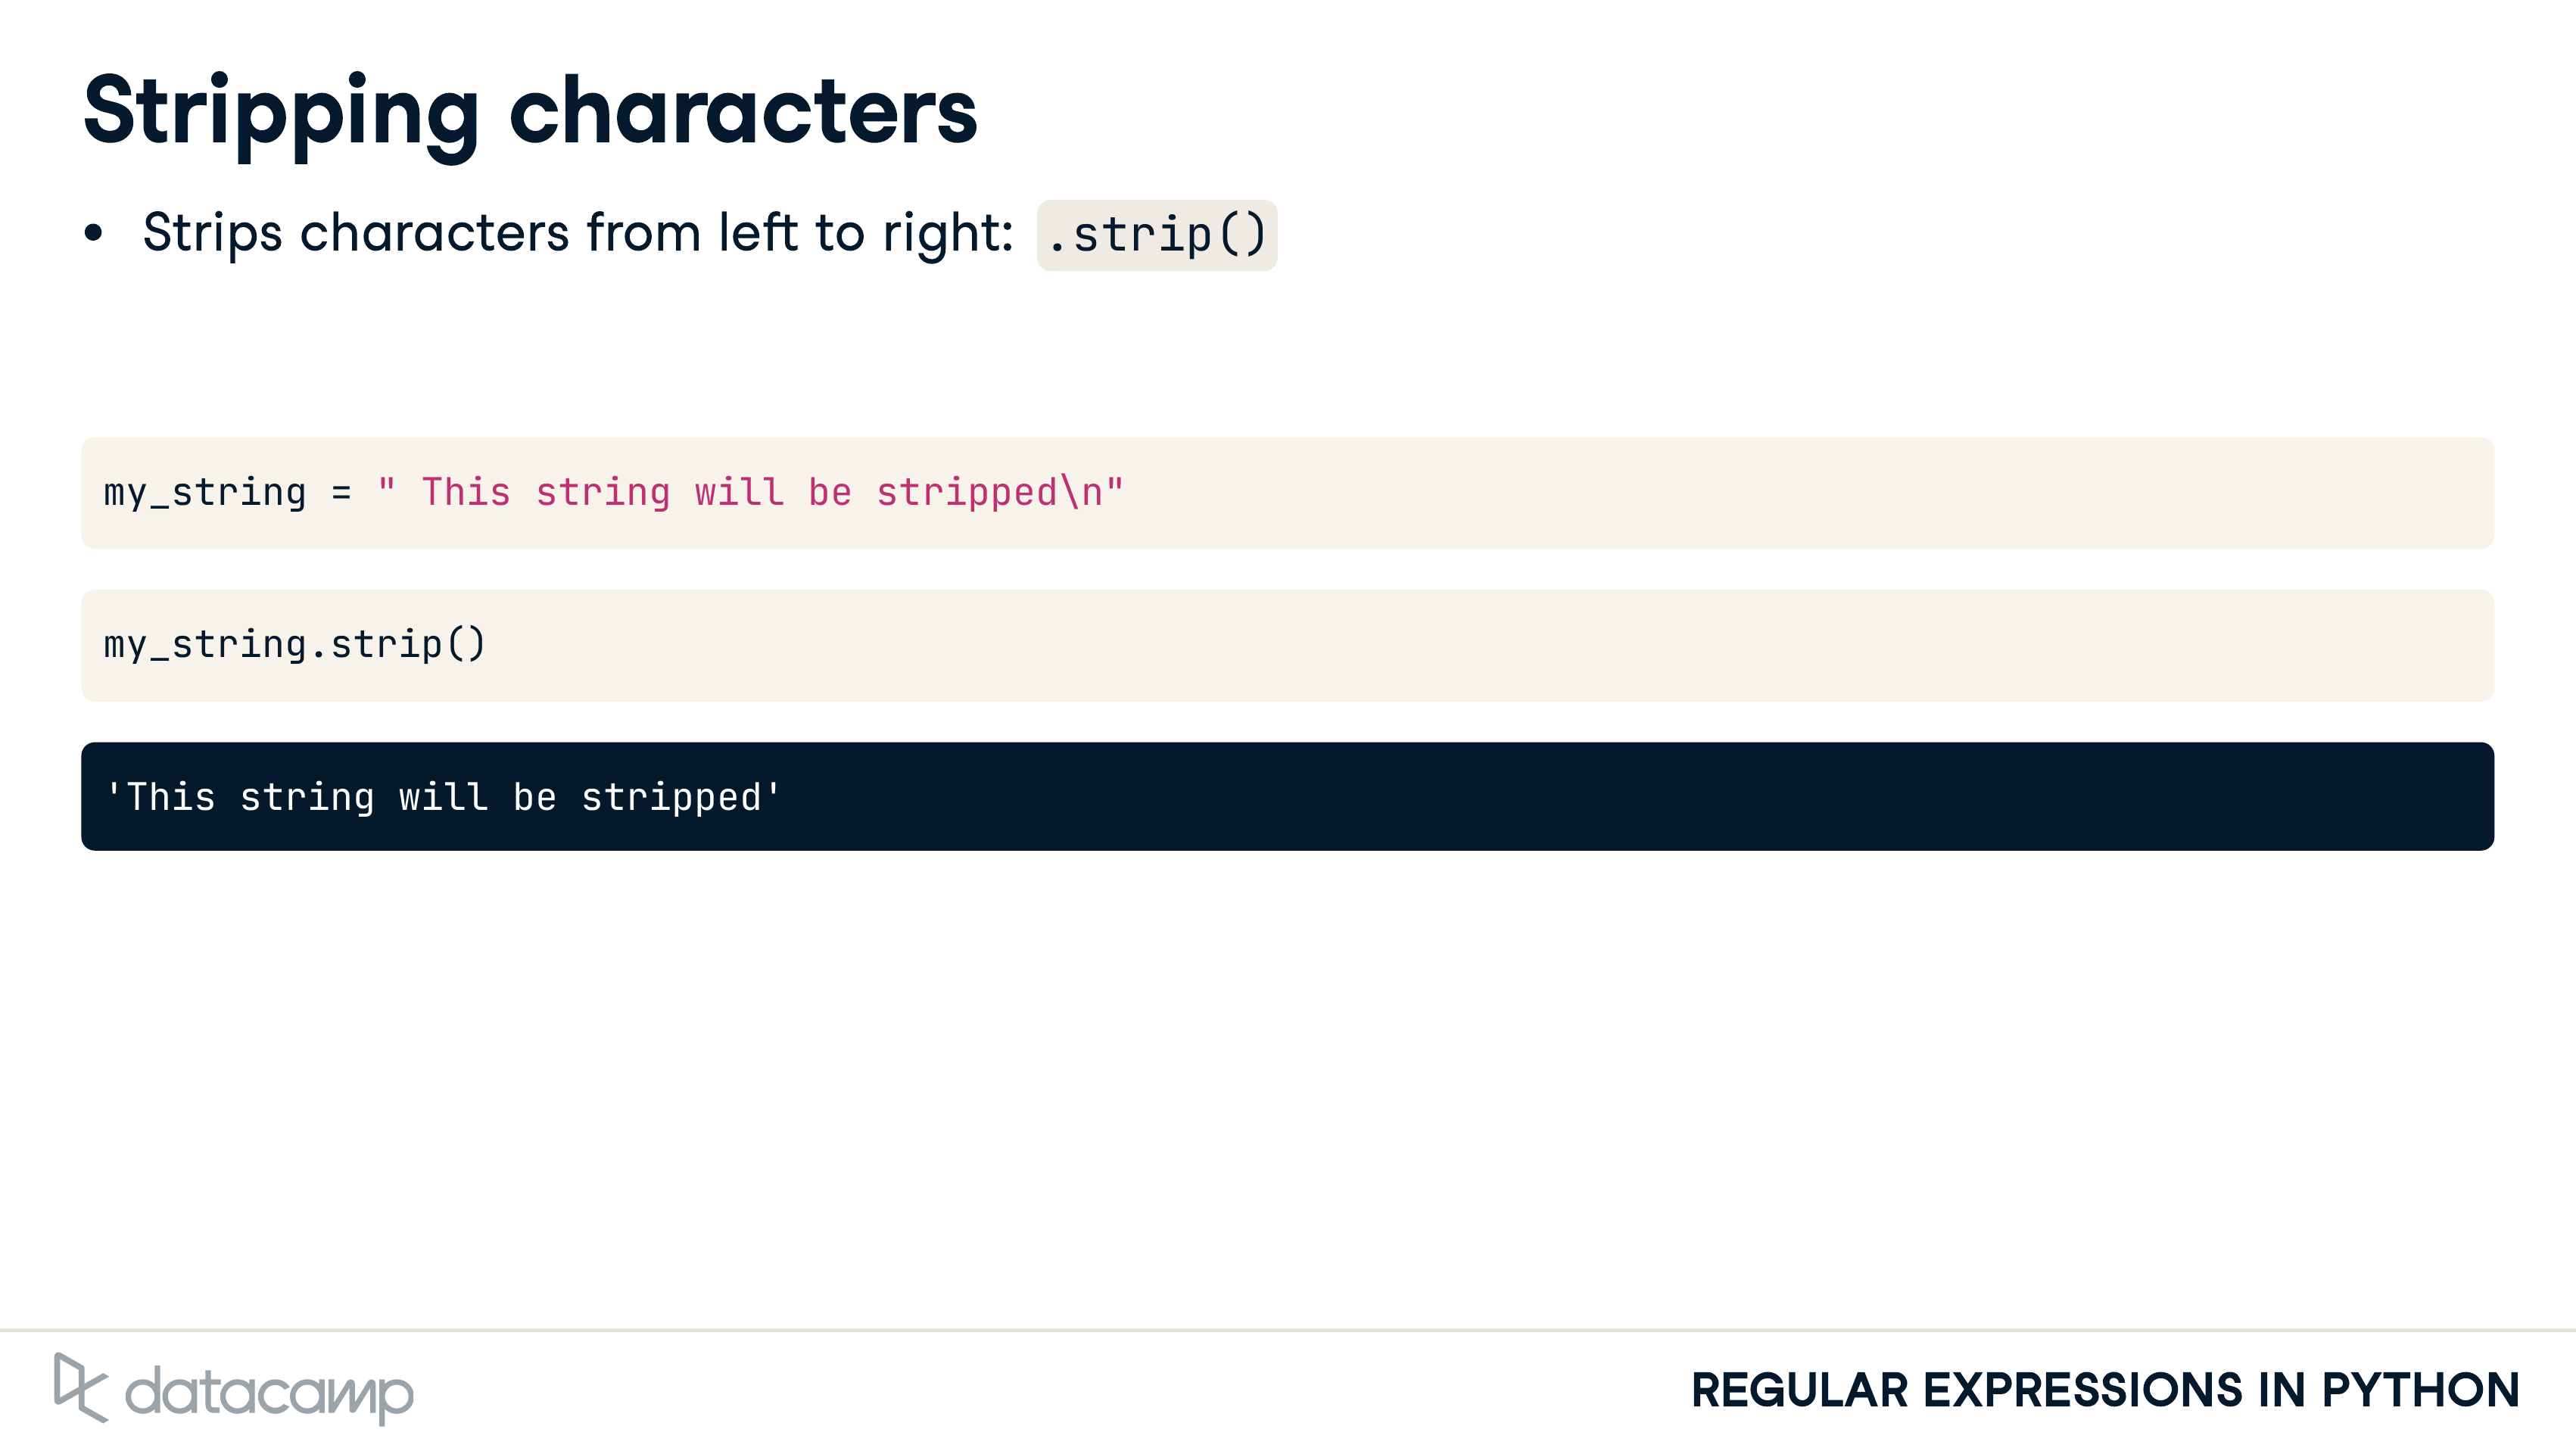 Stripping characters
• Strips characters from left to right: .strip()
my_string = " This string will be stripped\n"
my_string.strip()
'This string will be stripped'
datacamp
REGULAR EXPRESSIONS IN PYTHON